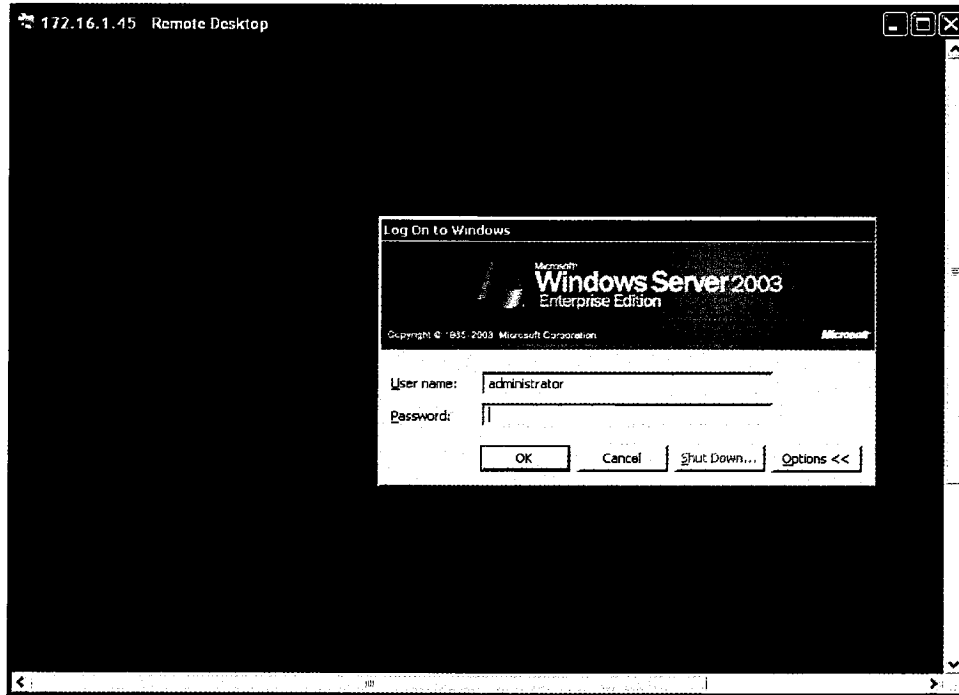 172.16.1.45 Remote Desktop
Log On to Windows
Microsoft
Windows Server 2003
Enterprise Edition
Copyright © 1985-2003 Microsoft Corporation
Microsoft
User name: administrator
Password:
OK Cancel Shut Down... Options <<